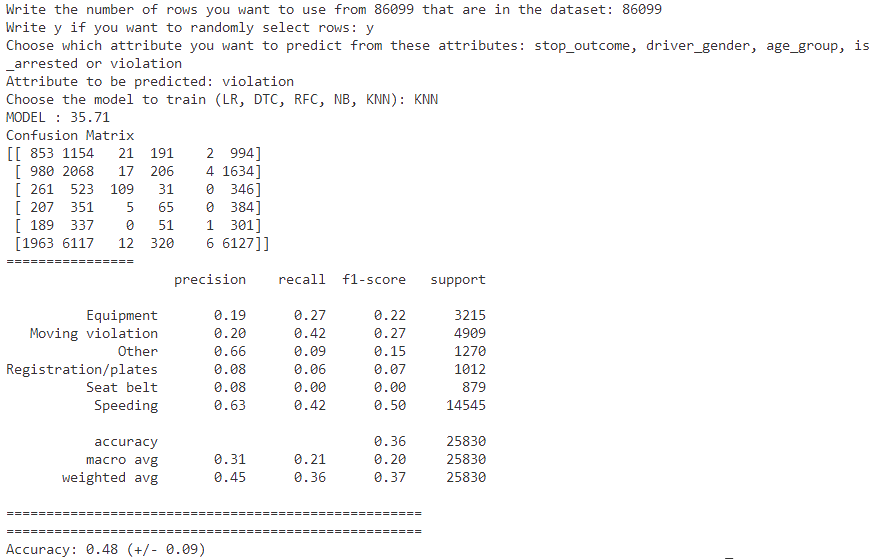 Write the number of rows you want to use from 86099 that are in the dataset: 86099
Write y if you want to randomly select rows: y
Choose which attribute you want to predict from these attributes: stop_outcome, driver_gender, age_group, is
_arrested or violation
Attribute to be predicted: violation
Choose the model to train (LR, DTC, RFC, NB, KNN): KNN
MODEL : 35.71
Confusion Matrix
[[ 853 1154   21  191    2  994]
 [ 980 2068   17  206    4 1634]
 [ 261  523  109   31    0  346]
 [ 207  351    5   65    0  384]
 [ 189  337    0   51    1  301]
 [1963 6117   12  320    6 6127]]
================
                     precision    recall  f1-score   support

          Equipment       0.19      0.27      0.22      3215
   Moving violation       0.20      0.42      0.27      4909
              Other       0.66      0.09      0.15      1270
Registration/plates       0.08      0.06      0.07      1012
          Seat belt       0.08      0.00      0.00       879
           Speeding       0.63      0.42      0.50     14545

           accuracy                           0.36     25830
          macro avg       0.31      0.21      0.20     25830
       weighted avg       0.45      0.36      0.37     25830

====================================================
====================================================
Accuracy: 0.48 (+/- 0.09)